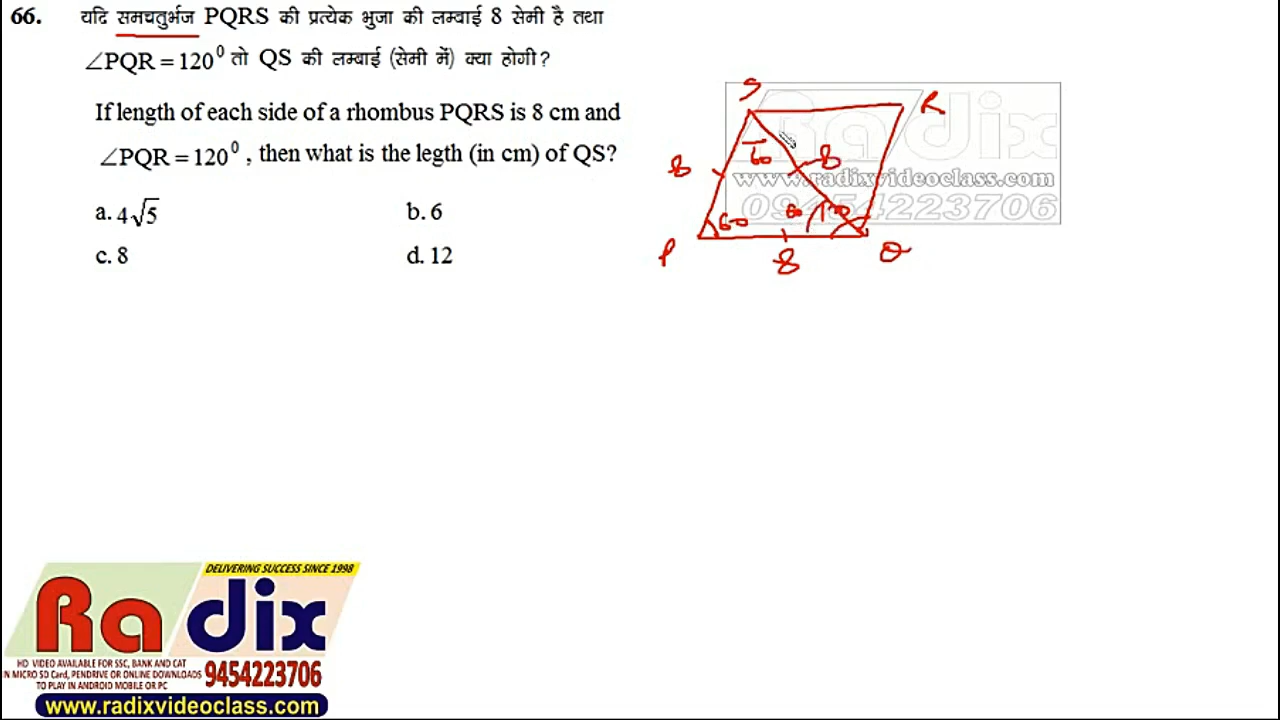 66. यदि समचतुर्भज PQRS की प्रत्येक भुजा की लम्बाई 8 सेमी है तथा
∠PQR = 120⁰ तो QS की लम्बाई (सेमी में) क्या होगी?
If length of each side of a rhombus PQRS is 8 cm and
∠PQR = 120⁰, then what is the legth (in cm) of QS?
a. 4√5 b. 6
c. 8 d. 12
S R
60
8 8
60 60 120
P 8 Q
Radix
www.radixvideoclass.com
09454223706
DELIVERING SUCCESS SINCE 1998
Radix
HD VIDEO AVAILABLE FOR SSC, BANK AND CAT
IN MICRO SD Card, PENDRIVE OR ONLINE DOWNLOADS
TO PLAY IN ANDROID MOBILE OR PC
9454223706
www.radixvideoclass.com